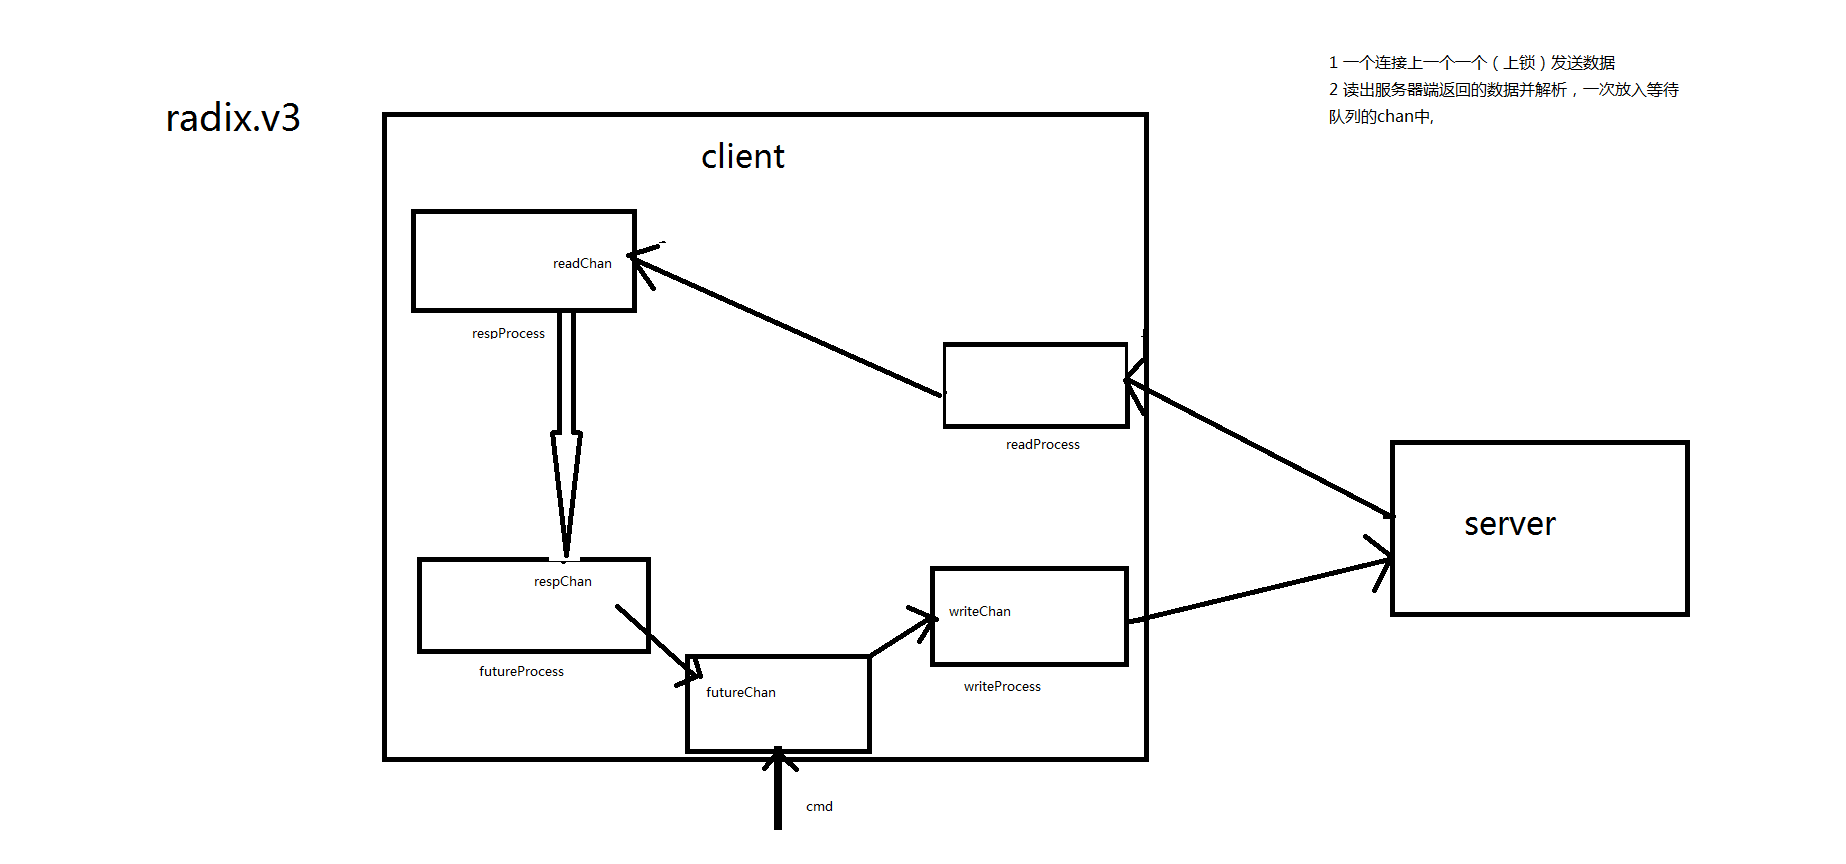 1 一个连接上一个一个（上锁）发送数据
2 读出服务器端返回的数据并解析，一次放入等待
队列的chan中,
radix.v3
client
readChan
respProcess
readProcess
server
respChan
writeChan
futureProcess
writeProcess
futureChan
cmd